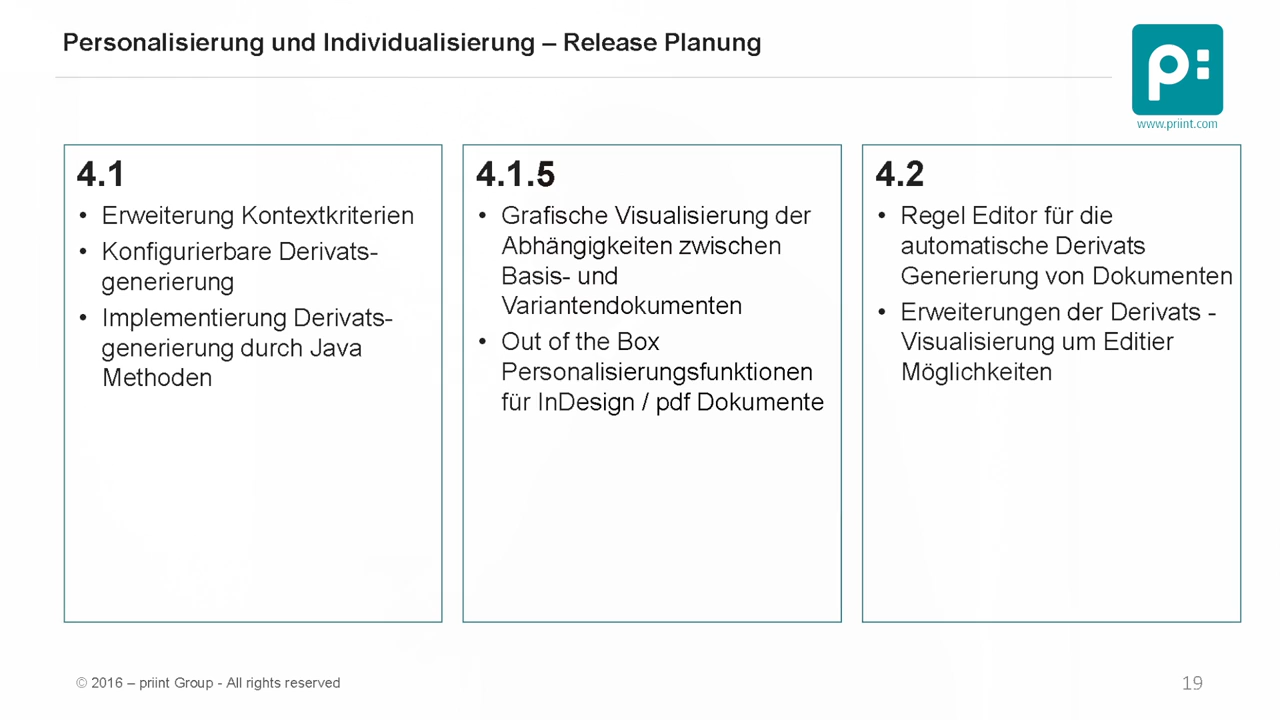 Personalisierung und Individualisierung – Release Planung
p:
www.priint.com
4.1
• Erweiterung Kontextkriterien
• Konfigurierbare Derivats-
generierung
• Implementierung Derivats-
generierung durch Java
Methoden
4.1.5
• Grafische Visualisierung der
Abhängigkeiten zwischen
Basis- und
Variantendokumenten
• Out of the Box
Personalisierungsfunktionen
für InDesign / pdf Dokumente
4.2
• Regel Editor für die
automatische Derivats
Generierung von Dokumenten
• Erweiterungen der Derivats -
Visualisierung um Editier
Möglichkeiten
© 2016 – priint Group - All rights reserved
19